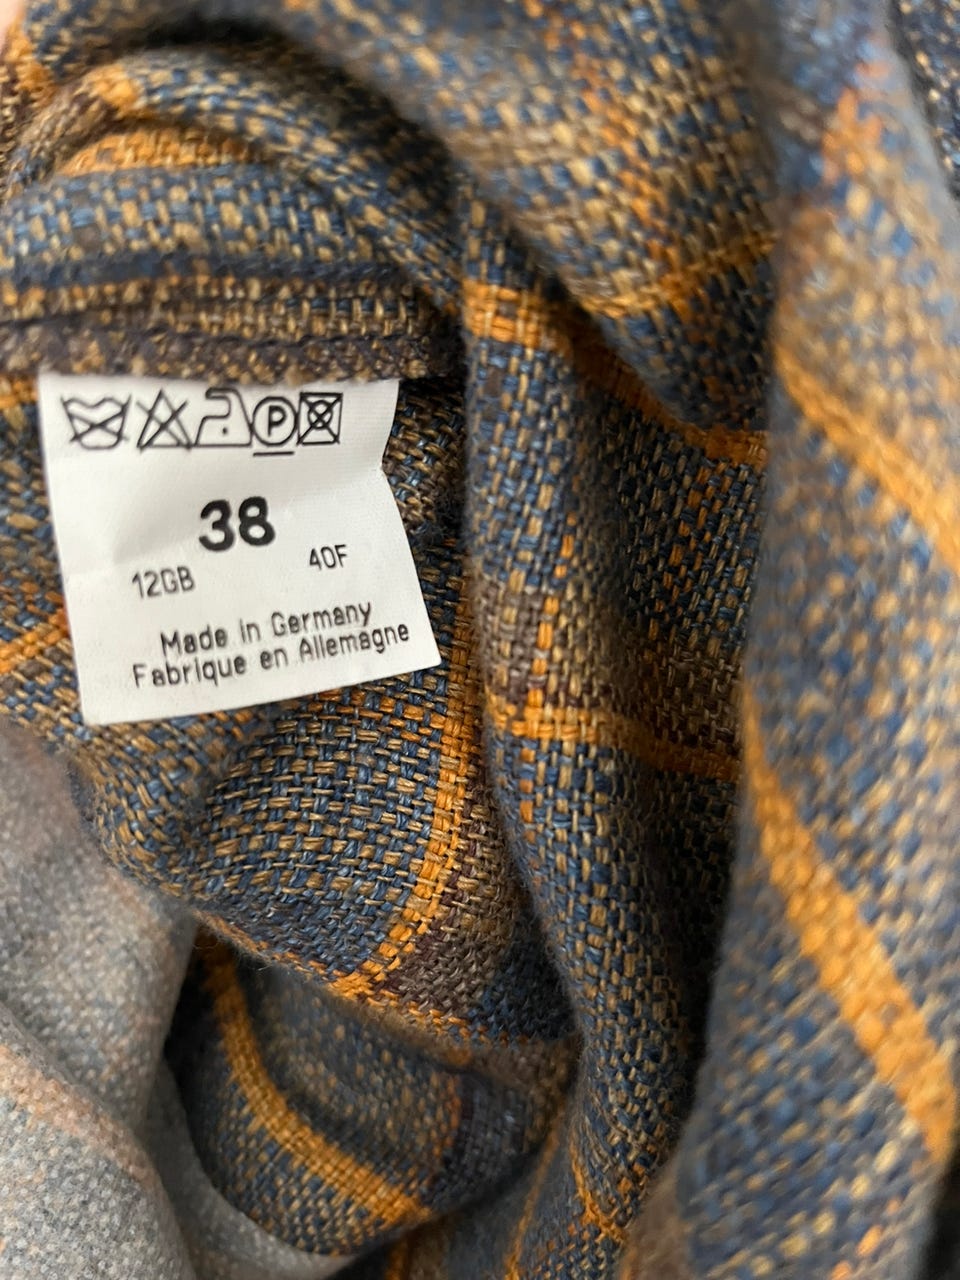 P
38
12GB 40F
Made in Germany
Fabrique en Allemagne